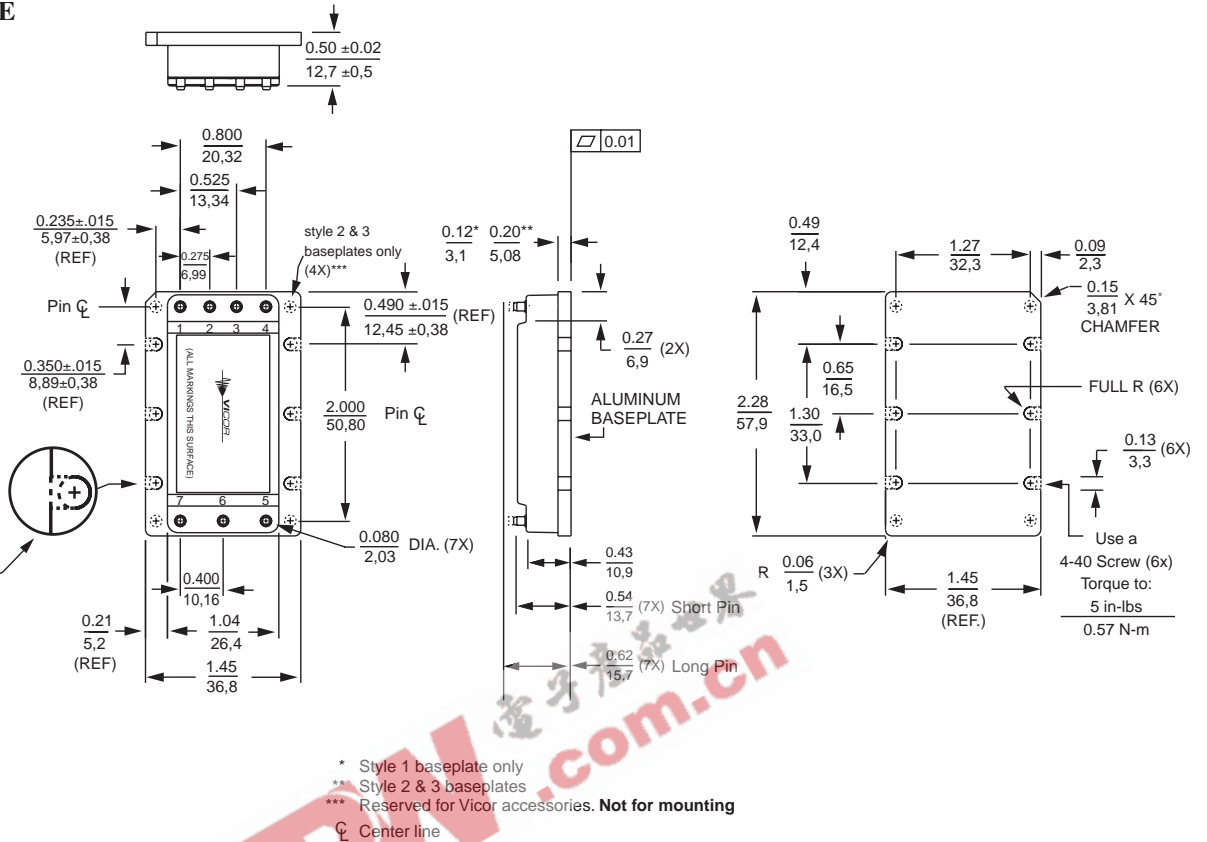 E
0.50 ±0.02
12,7 ±0,5
0.01
0.800
20,32
0.525
13,34
0.235±.015
5,97±0,38
(REF)
0.275
6,99
style 2 & 3
baseplates only
(4X)***
Pin ℄
1 2 3 4
0.350±.015
8,89±0,38
(REF)
(ALL MARKINGS THIS SURFACE)
VICOR
0.490 ±.015 (REF)
12,45 ±0,38
2.000
50,80
Pin ℄
7 6 5
0.080
2,03
DIA. (7X)
0.400
10,16
0.21
5,2
(REF)
1.04
26,4
1.45
36,8
0.12* 0.20**
3,1 5,08
0.27
6,9
(2X)
ALUMINUM
BASEPLATE
0.43
10,9
0.54
13,7
(7X) Short Pin
0.62
15,7
(7X) Long Pin
0.49
12,4
1.27
32,3
0.09
2,3
0.15
3,81
X 45°
CHAMFER
0.65
16,5
FULL R (6X)
2.28
57,9
1.30
33,0
0.13
3,3
(6X)
R 0.06
1,5
(3X)
1.45
36,8
(REF.)
Use a
4-40 Screw (6x)
Torque to:
5 in-lbs
0.57 N-m
* Style 1 baseplate only
** Style 2 & 3 baseplates
*** Reserved for Vicor accessories. Not for mounting
℄ Center line
電子產品世界
.com.cn